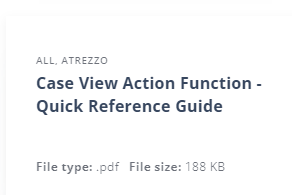 ALL, ATREZZO
Case View Action Function -
Quick Reference Guide
File type: .pdf File size: 188 KB